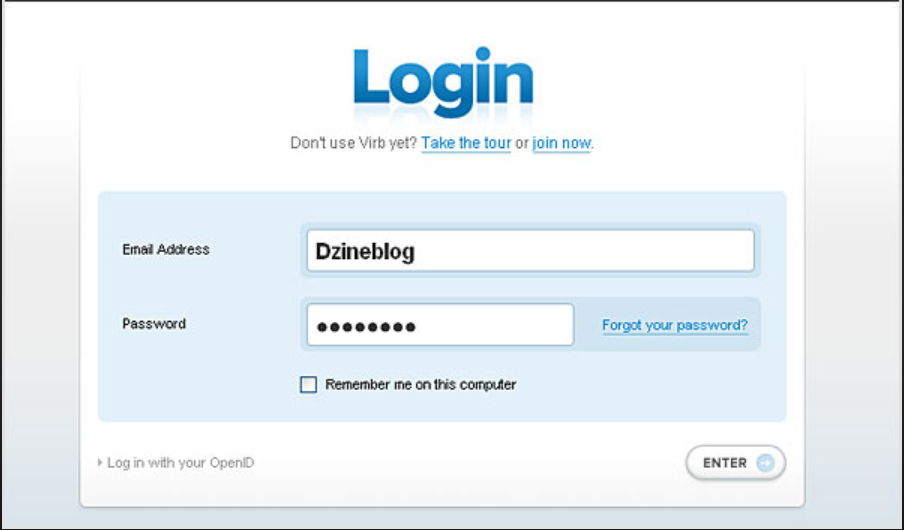 Login
Don't use Virb yet? Take the tour or join now.
Email Address
Dzineblog
Password
••••••••
Forgot your password?
Remember me on this computer
Log in with your OpenID
ENTER